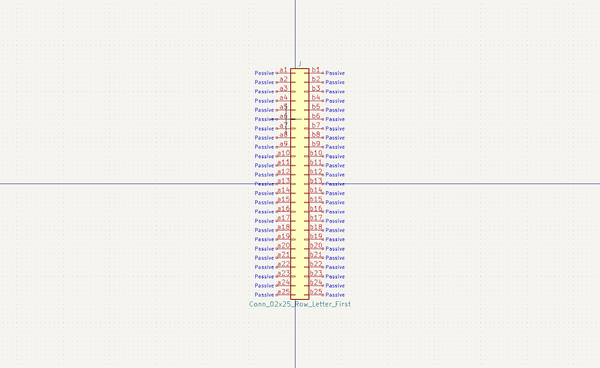 J
Passive a1 b1 Passive
Passive a2 b2 Passive
Passive a3 b3 Passive
Passive a4 b4 Passive
Passive a5 b5 Passive
Passive a6 b6 Passive
Passive a7 b7 Passive
Passive a8 b8 Passive
Passive a9 b9 Passive
Passive a10 b10 Passive
Passive a11 b11 Passive
Passive a12 b12 Passive
Passive a13 b13 Passive
Passive a14 b14 Passive
Passive a15 b15 Passive
Passive a16 b16 Passive
Passive a17 b17 Passive
Passive a18 b18 Passive
Passive a19 b19 Passive
Passive a20 b20 Passive
Passive a21 b21 Passive
Passive a22 b22 Passive
Passive a23 b23 Passive
Passive a24 b24 Passive
Passive a25 b25 Passive
Conn_02x25_Row_Letter_First